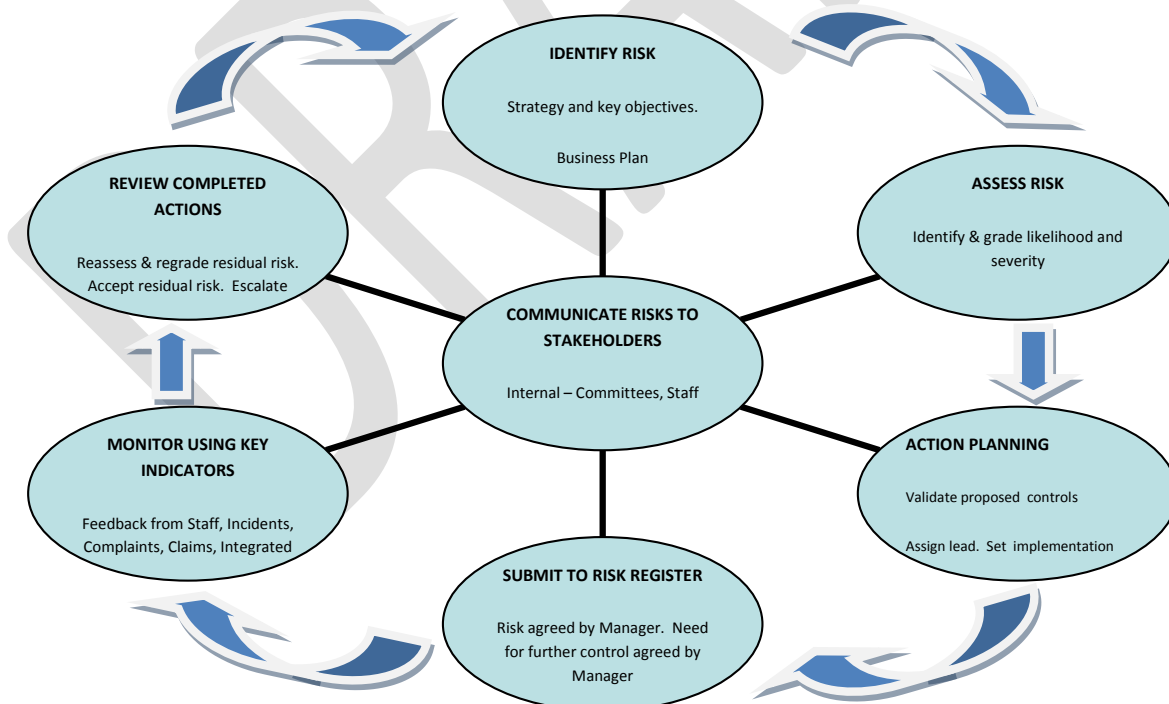 IDENTIFY RISK
Strategy and key objectives.
Business Plan
ASSESS RISK
Identify & grade likelihood and
severity
ACTION PLANNING
Validate proposed controls
Assign lead. Set implementation
SUBMIT TO RISK REGISTER
Risk agreed by Manager. Need
for further control agreed by
Manager
MONITOR USING KEY
INDICATORS
Feedback from Staff, Incidents,
Complaints, Claims, Integrated
REVIEW COMPLETED
ACTIONS
Reassess & regrade residual risk.
Accept residual risk. Escalate
COMMUNICATE RISKS TO
STAKEHOLDERS
Internal – Committees, Staff